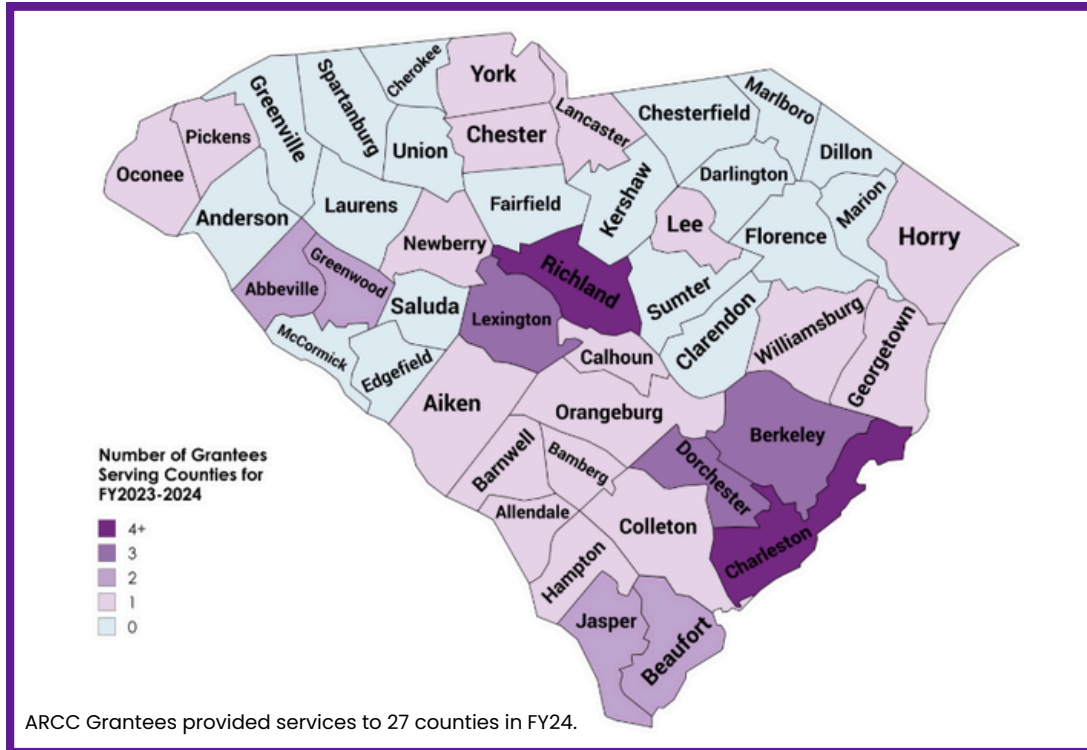 Cherokee
York
Spartanburg
Greenville
Marlboro
Chesterfield
Lancaster
Chester
Pickens
Union
Dillon
Oconee
Darlington
Kershaw
Marion
Laurens
Fairfield
Anderson
Lee
Florence
Horry
Newberry
Greenwood
Richland
Abbeville
Saluda
Sumter
Lexington
Clarendon
Williamsburg
Georgetown
McCormick
Calhoun
Edgefield
Aiken
Orangeburg
Berkeley
Barnwell
Bamberg
Dorchester
Allendale
Colleton
Charleston
Hampton
Jasper
Beaufort
Number of Grantees
Serving Counties for
FY2023-2024
4+
3
2
1
0
ARCC Grantees provided services to 27 counties in FY24.